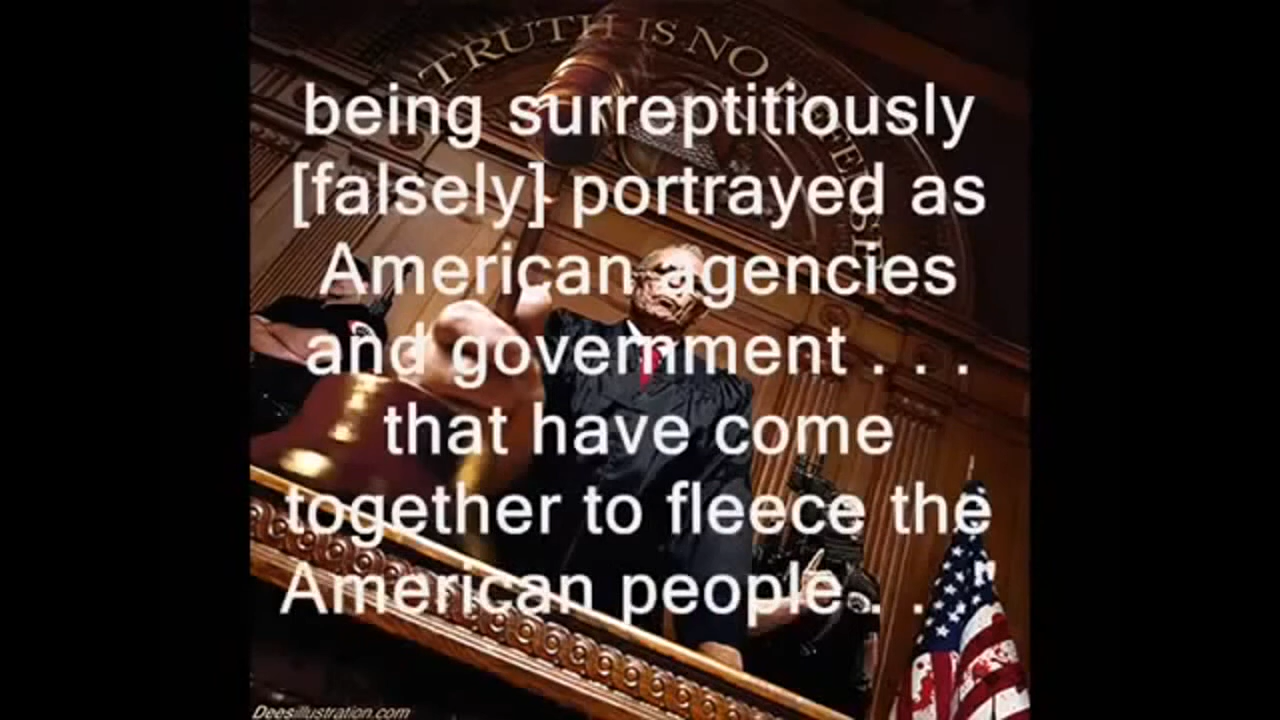 TRUTH IS NO DEFENSE
being surreptitiously
[falsely] portrayed as
American agencies
and government . . .
that have come
together to fleece the
American people . . . "
Deesillustration.com